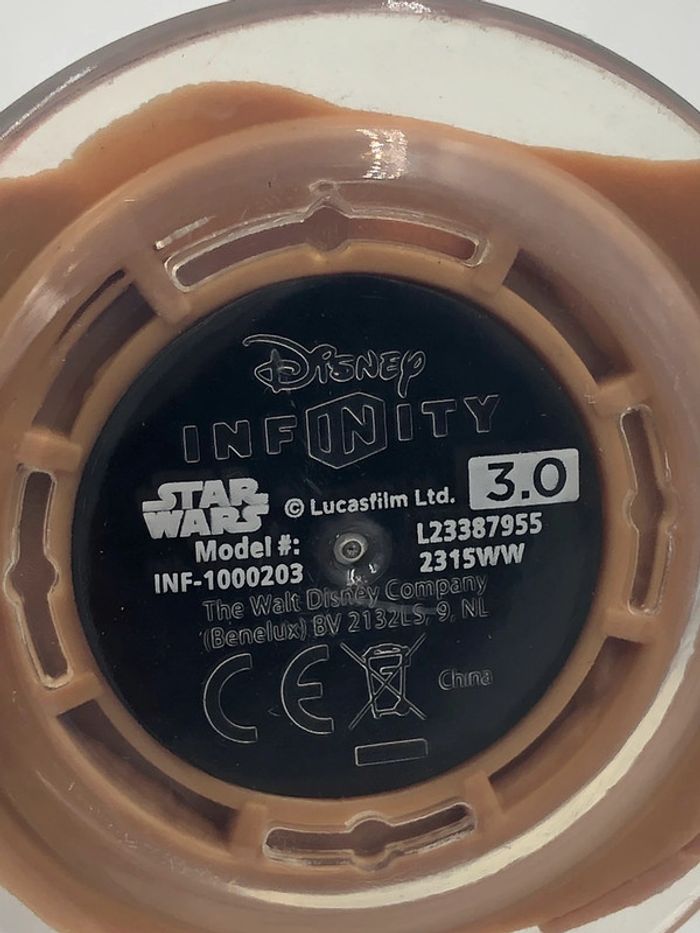 Disney
INFINITY
3.0
STAR WARS © Lucasfilm Ltd.
Model #: L23387955
INF-1000203 2315WW
The Walt Disney Company
(Benelux) BV 2132LS, 9, NL
CE China